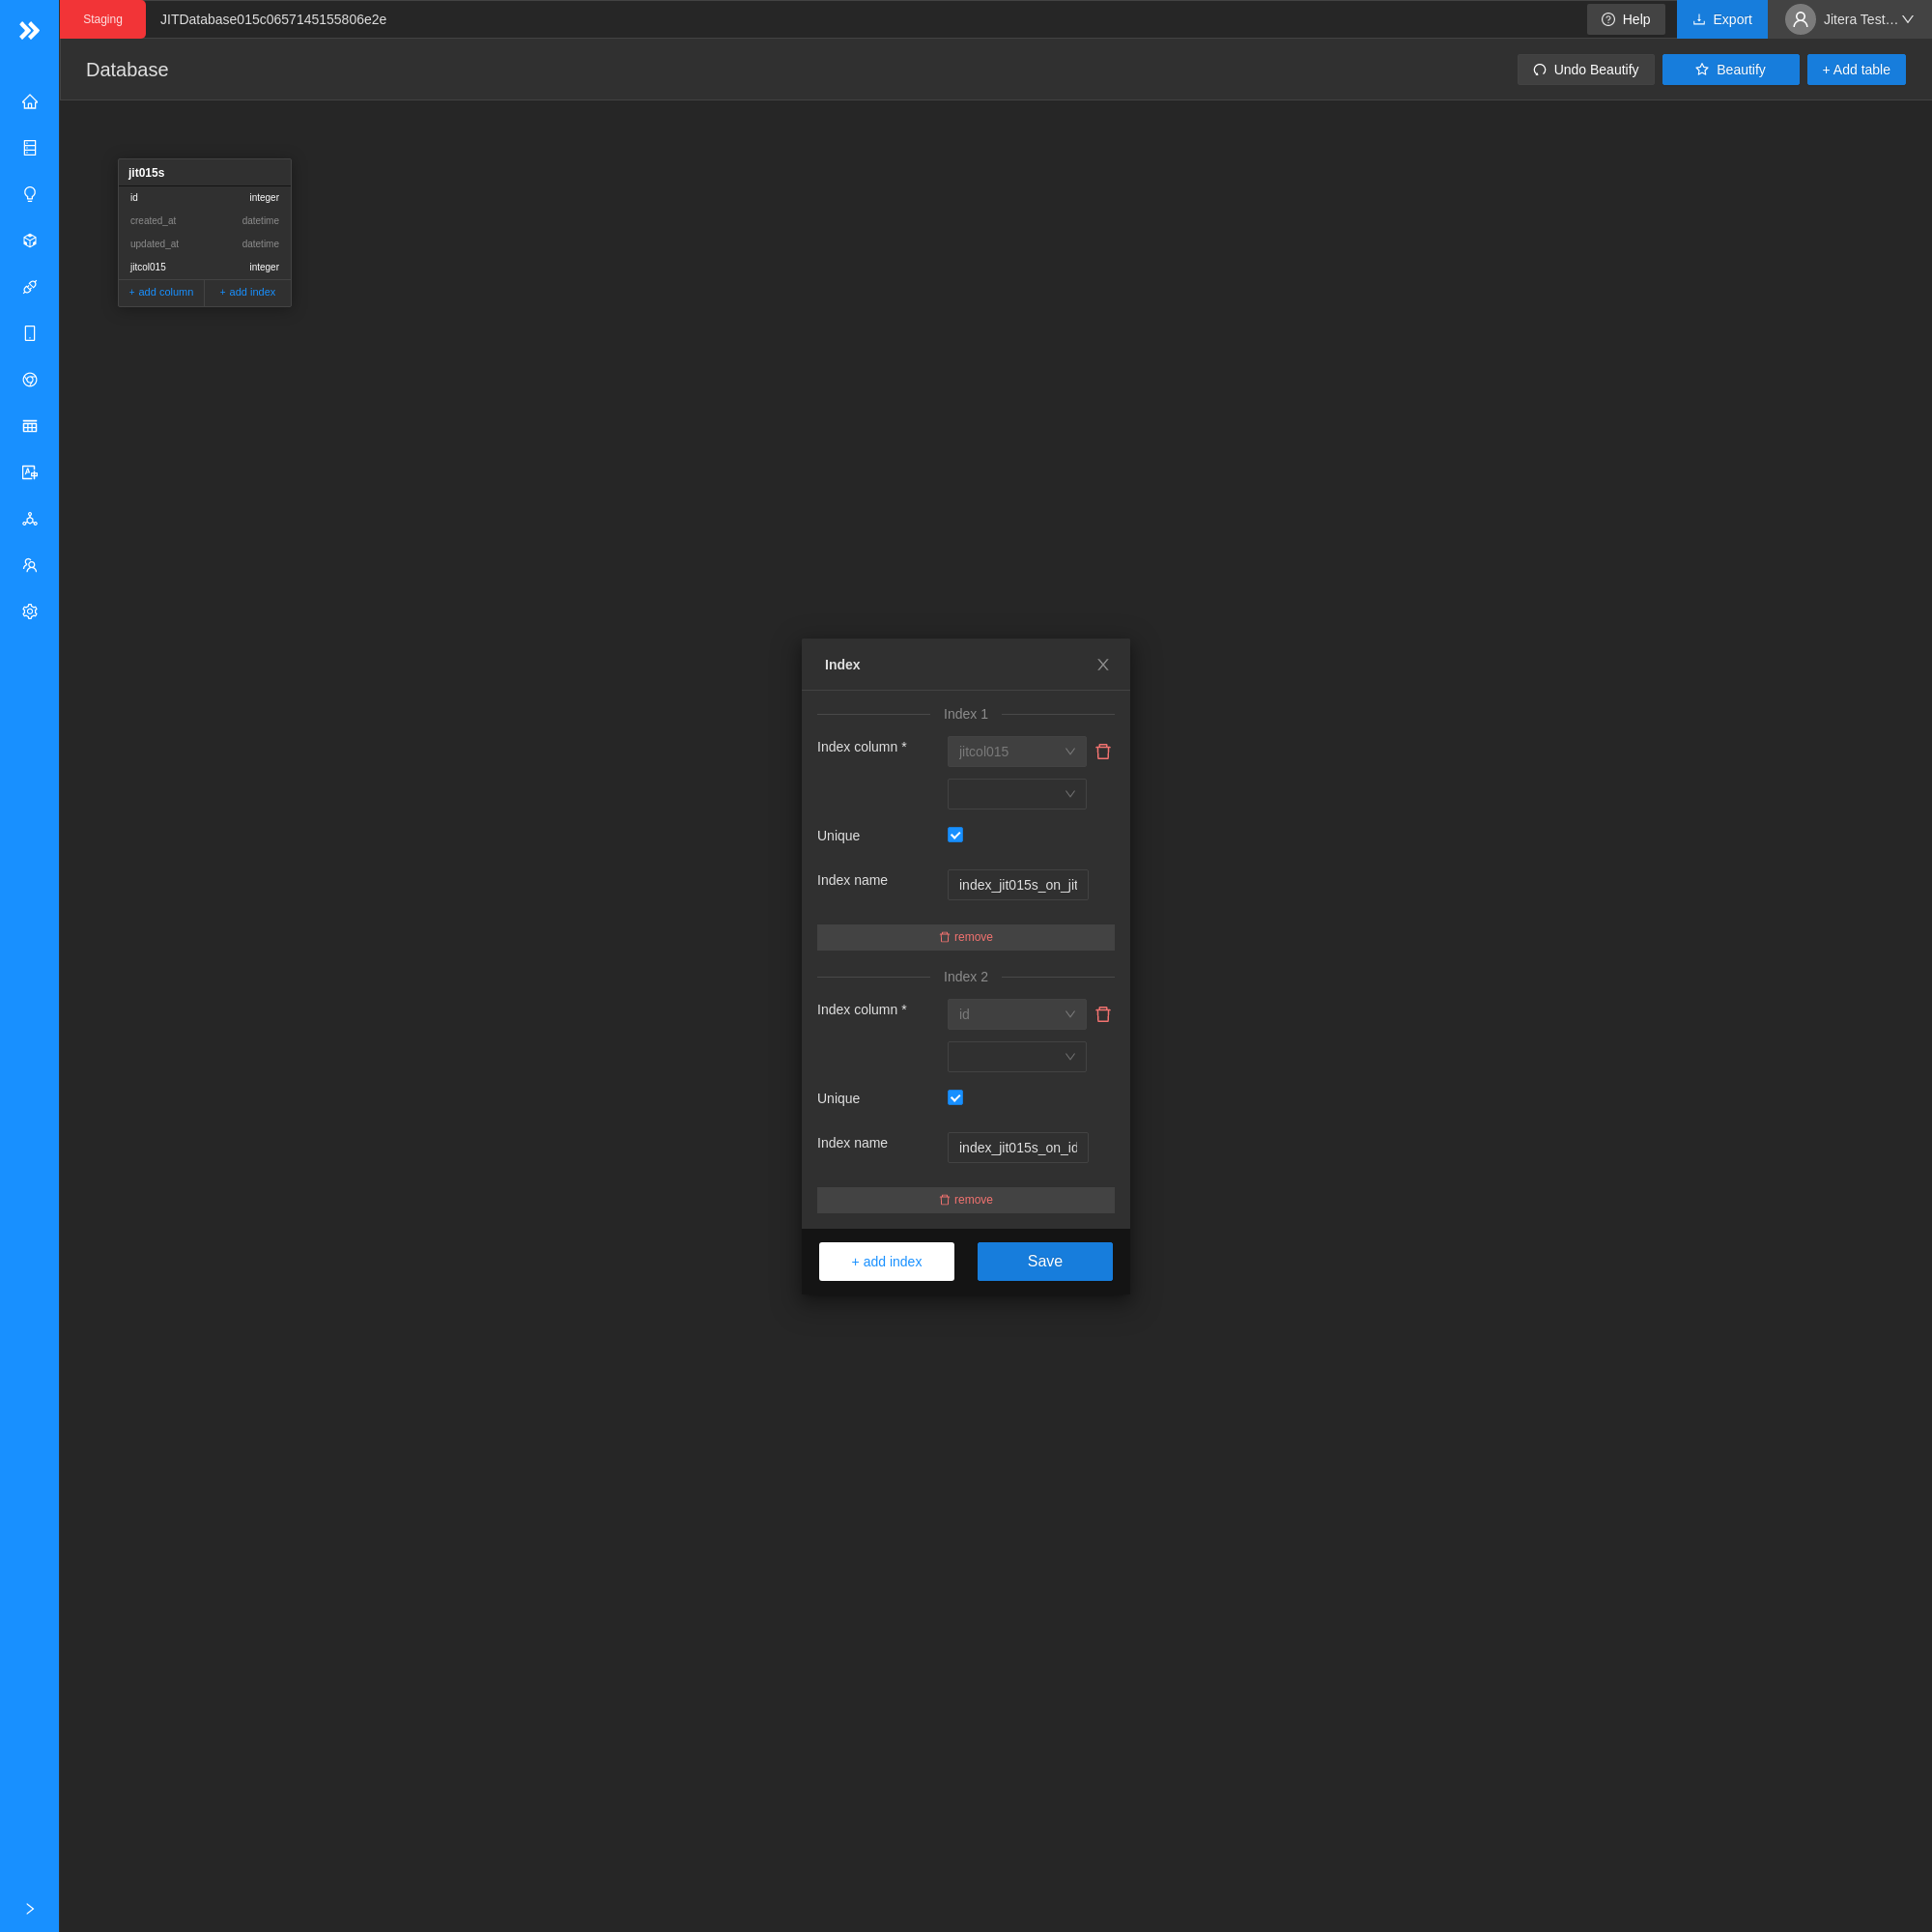 Staging
JITDatabase015c0657145155806e2e
Help
Export
Jitera Test…
Database
Undo Beautify
Beautify
+ Add table
jit015s
id integer
created_at datetime
updated_at datetime
jitcol015 integer
+ add column + add index
Index
Index 1
Index column * jitcol015
Unique
Index name index_jit015s_on_jit
remove
Index 2
Index column * id
Unique
Index name index_jit015s_on_id
remove
+ add index
Save